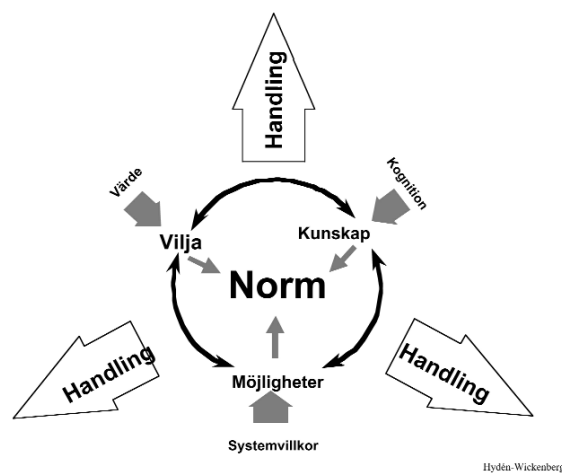 Handling
Värde
Kognition
Vilja
Kunskap
Norm
Handling
Handling
Möjligheter
Systemvillkor
Hydén-Wickenberg